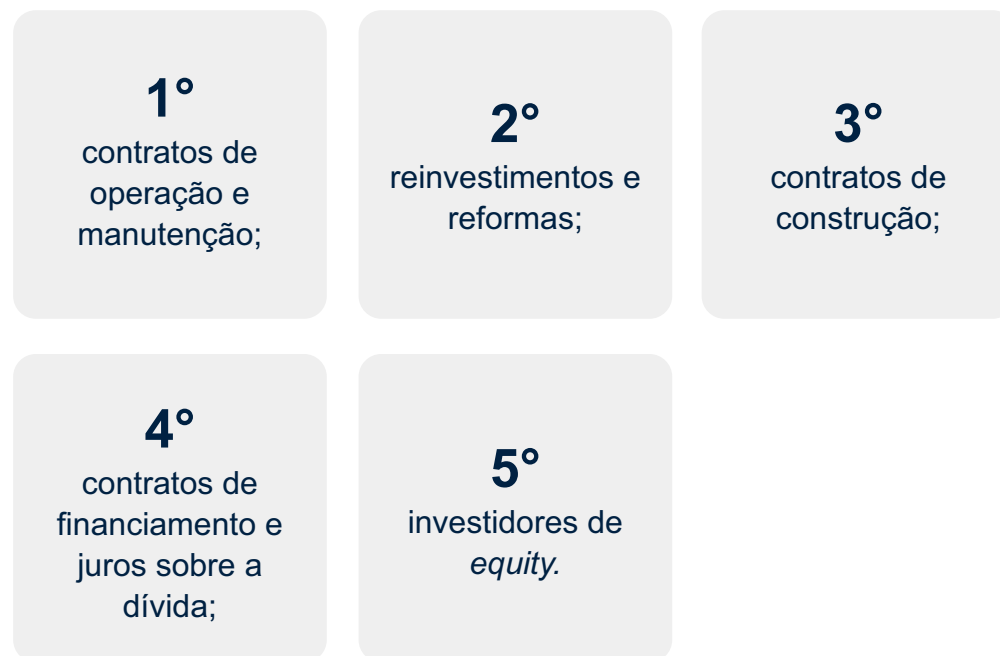 1°
contratos de
operação e
manutenção;
2°
reinvestimentos e
reformas;
3°
contratos de
construção;
4°
contratos de
financiamento e
juros sobre a
dívida;
5°
investidores de
equity.